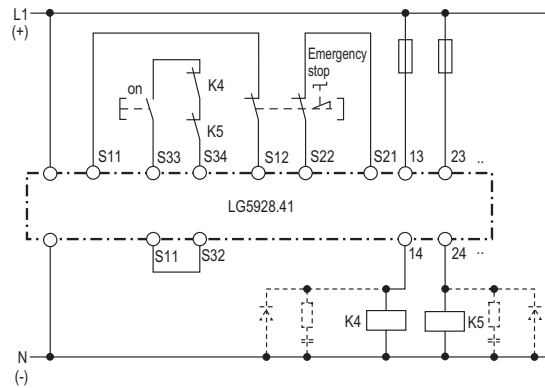 L1
(+)
Emergency
stop
on
K4
K5
S11 S33 S34 S12 S22 S21 13 23 ..
LG5928.41
S11 S32 14 24 ..
K4 K5
N
(-)